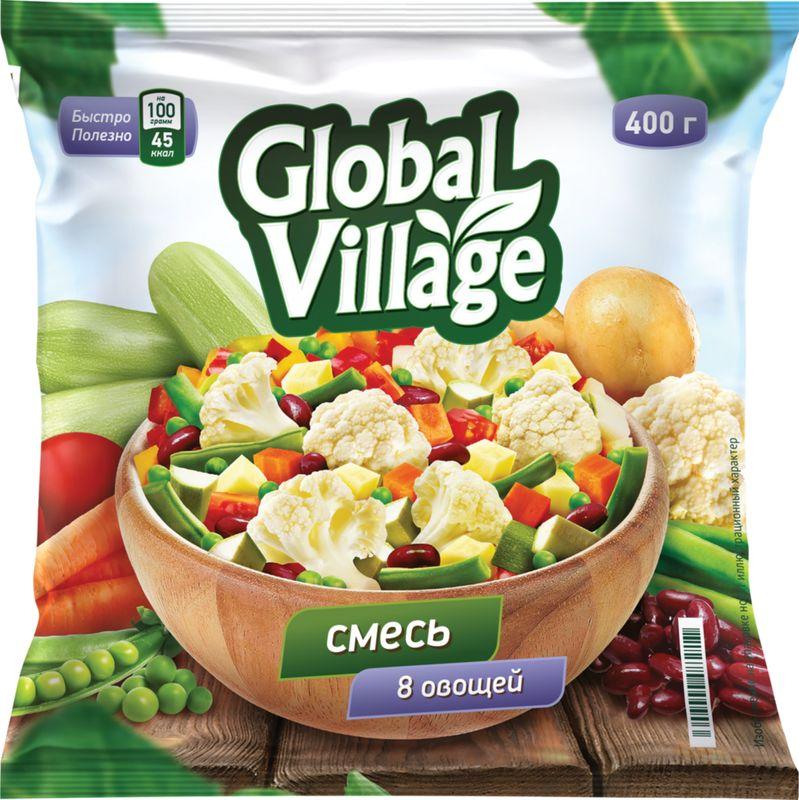 Быстро
Полезно
на
100
грамм
45
ккал
400 г
Global
Village
смесь
8 овощей